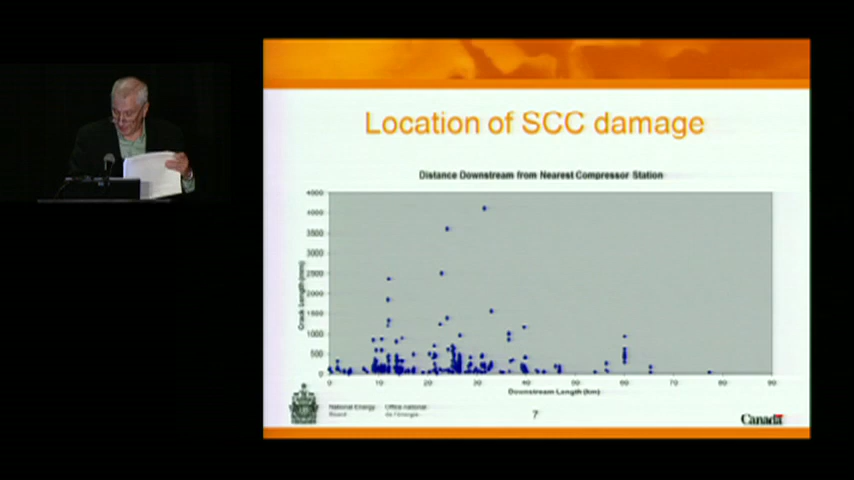 Location of SCC damage
Distance Downstream from Nearest Compressor Station
4500
4000
3500
3000
2500
2000
1500
1000
500
0
Crack Length (mm)
0 10 20 30 40 50 60 70 80 90
Downstream Length (km)
National Energy Office national
Board de l'énergie
7
Canada